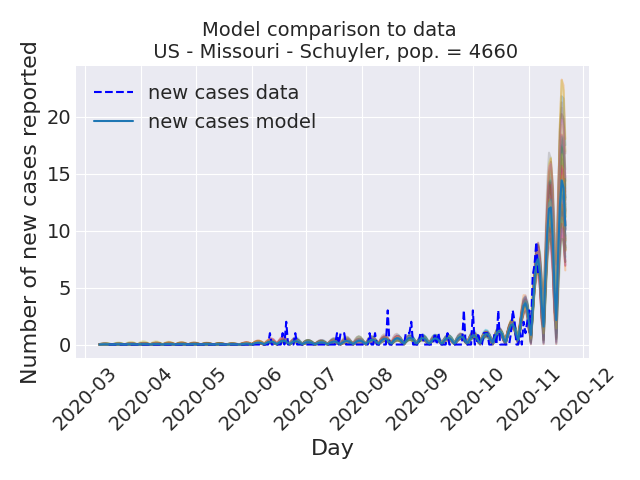 Model comparison to data
US - Missouri - Schuyler, pop. = 4660
Number of new cases reported
20
15
10
5
0
new cases data
new cases model
2020-03
2020-04
2020-05
2020-06
2020-07
2020-08
2020-09
2020-10
2020-11
2020-12
Day